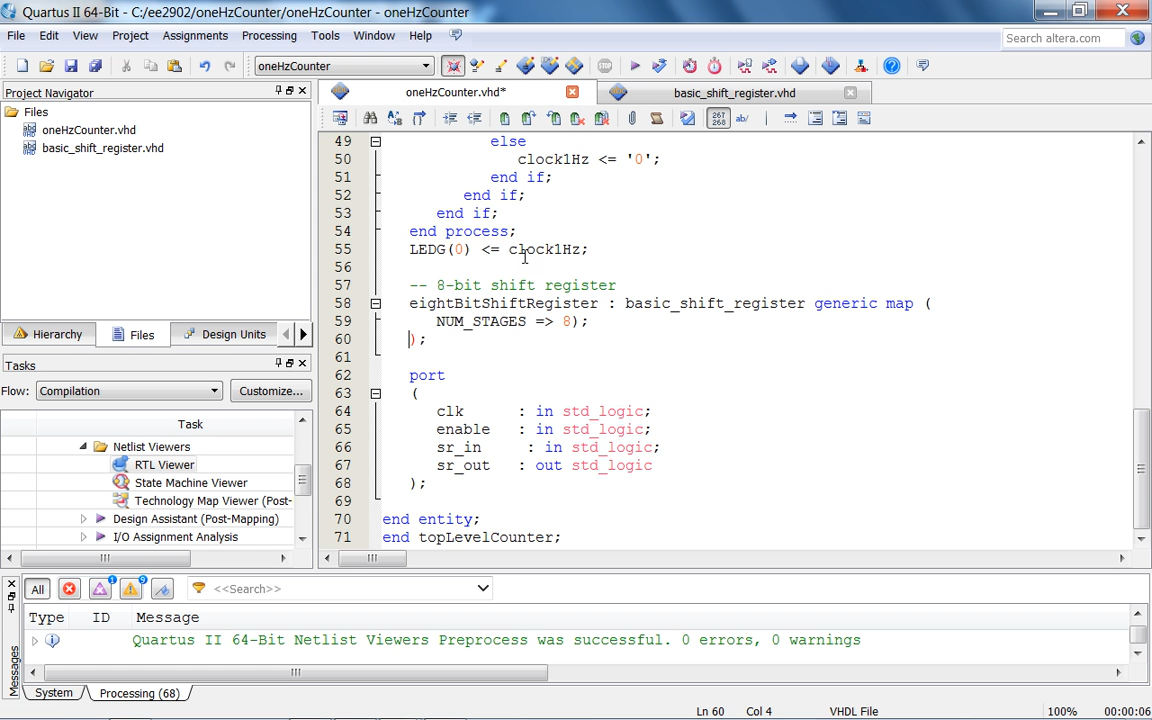 Quartus II 64-Bit - C:/ee2902/oneHzCounter/oneHzCounter - oneHzCounter
File Edit View Project Assignments Processing Tools Window Help
Search altera.com
oneHzCounter
Project Navigator
Files
oneHzCounter.vhd
basic_shift_register.vhd
Hierarchy Files Design Units
Tasks
Flow: Compilation Customize...
Task
Netlist Viewers
RTL Viewer
State Machine Viewer
Technology Map Viewer (Post-
Design Assistant (Post-Mapping)
I/O Assignment Analysis
oneHzCounter.vhd* basic_shift_register.vhd
267 268 ab/
49 else
50 clock1Hz <= '0';
51 end if;
52 end if;
53 end if;
54 end process;
55 LEDG(0) <= clock1Hz;
56
57 -- 8-bit shift register
58 eightBitShiftRegister : basic_shift_register generic map (
59 NUM_STAGES => 8);
60 );
61
62 port
63 (
64 clk : in std_logic;
65 enable : in std_logic;
66 sr_in : in std_logic;
67 sr_out : out std_logic
68 );
69
70 end entity;
71 end topLevelCounter;
All 1 9 <<Search>>
Type ID Message
Quartus II 64-Bit Netlist Viewers Preprocess was successful. 0 errors, 0 warnings
Messages
System Processing (68)
Ln 60 Col 4 VHDL File 100% 00:00:06